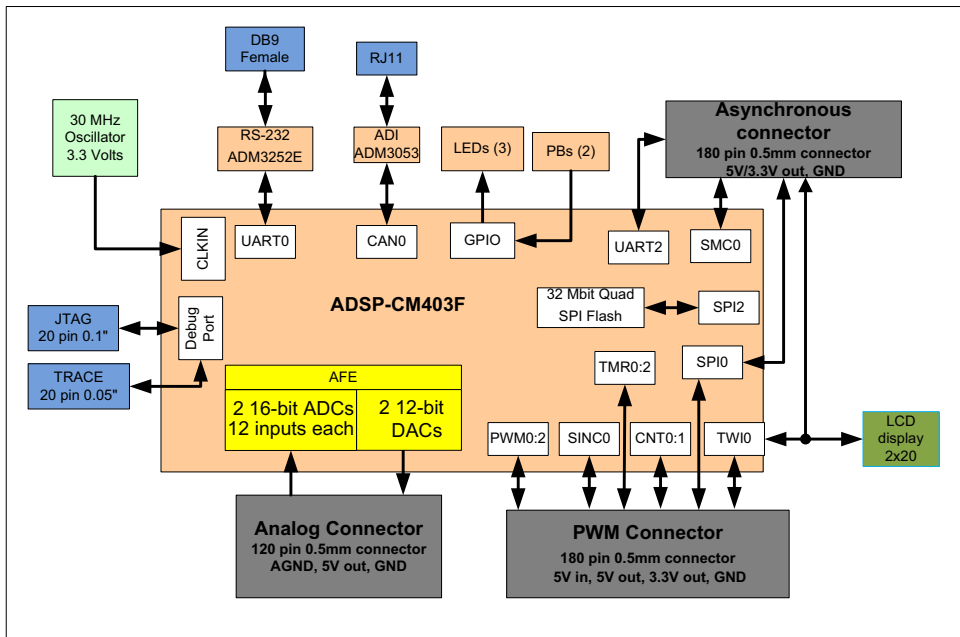 DB9
Female
RJ11
30 MHz
Oscillator
3.3 Volts
RS-232
ADM3252E
ADI
ADM3053
LEDs (3)
PBs (2)
Asynchronous
connector
180 pin 0.5mm connector
5V/3.3V out, GND
CLKIN
UART0
CAN0
GPIO
UART2
SMC0
ADSP-CM403F
32 Mbit Quad
SPI Flash
SPI2
JTAG
20 pin 0.1"
Debug
Port
TRACE
20 pin 0.05"
TMR0:2
SPI0
AFE
2 16-bit ADCs
12 inputs each
2 12-bit
DACs
PWM0:2
SINC0
CNT0:1
TWI0
LCD
display
2x20
Analog Connector
120 pin 0.5mm connector
AGND, 5V out, GND
PWM Connector
180 pin 0.5mm connector
5V in, 5V out, 3.3V out, GND